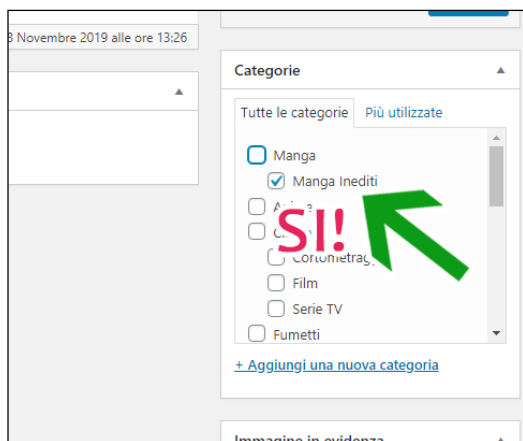 Novembre 2019 alle ore 13:26
Categorie
Tutte le categorie Più utilizzate
Manga
Manga Inediti
SI!
Film
Serie TV
Fumetti
+ Aggiungi una nuova categoria
Immagine in evidenza